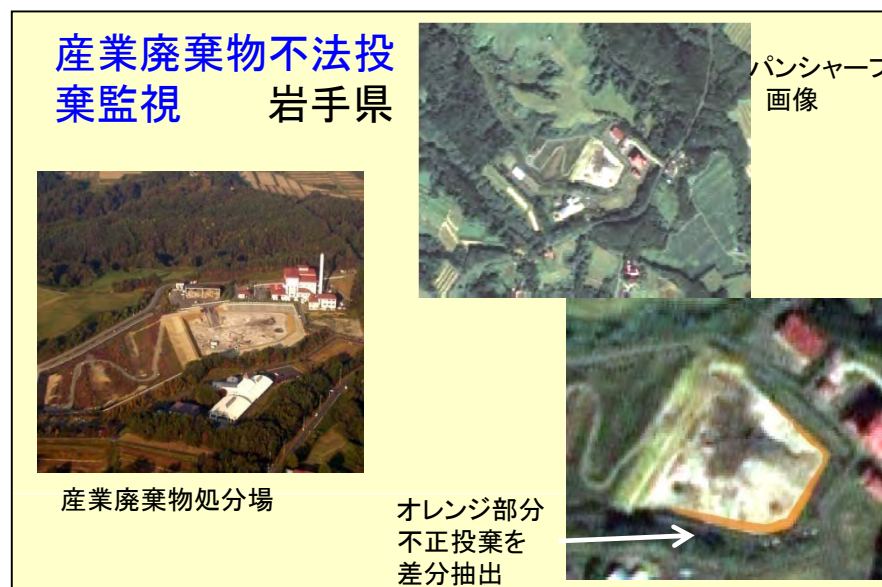 産業廃棄物不法投
棄監視 岩手県
パンシャープ
画像
産業廃棄物処分場
オレンジ部分
不正投棄を
差分抽出